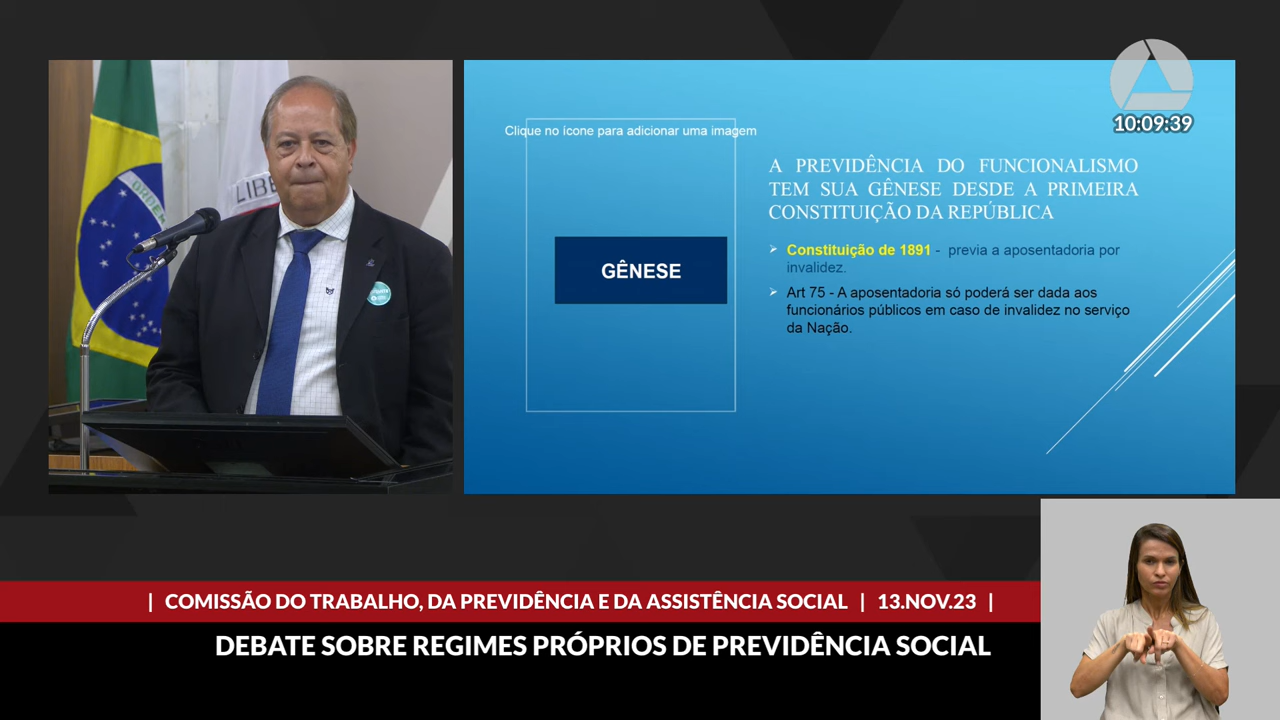 10:09:39
ORDEM
LIBE
Clique no ícone para adicionar uma imagem
GÊNESE
A PREVIDÊNCIA DO FUNCIONALISMO
TEM SUA GÊNESE DESDE A PRIMEIRA
CONSTITUIÇÃO DA REPÚBLICA
Constituição de 1891 - previa a aposentadoria por
invalidez.
Art 75 - A aposentadoria só poderá ser dada aos
funcionários públicos em caso de invalidez no serviço
da Nação.
| COMISSÃO DO TRABALHO, DA PREVIDÊNCIA E DA ASSISTÊNCIA SOCIAL | 13.NOV.23 |
DEBATE SOBRE REGIMES PRÓPRIOS DE PREVIDÊNCIA SOCIAL